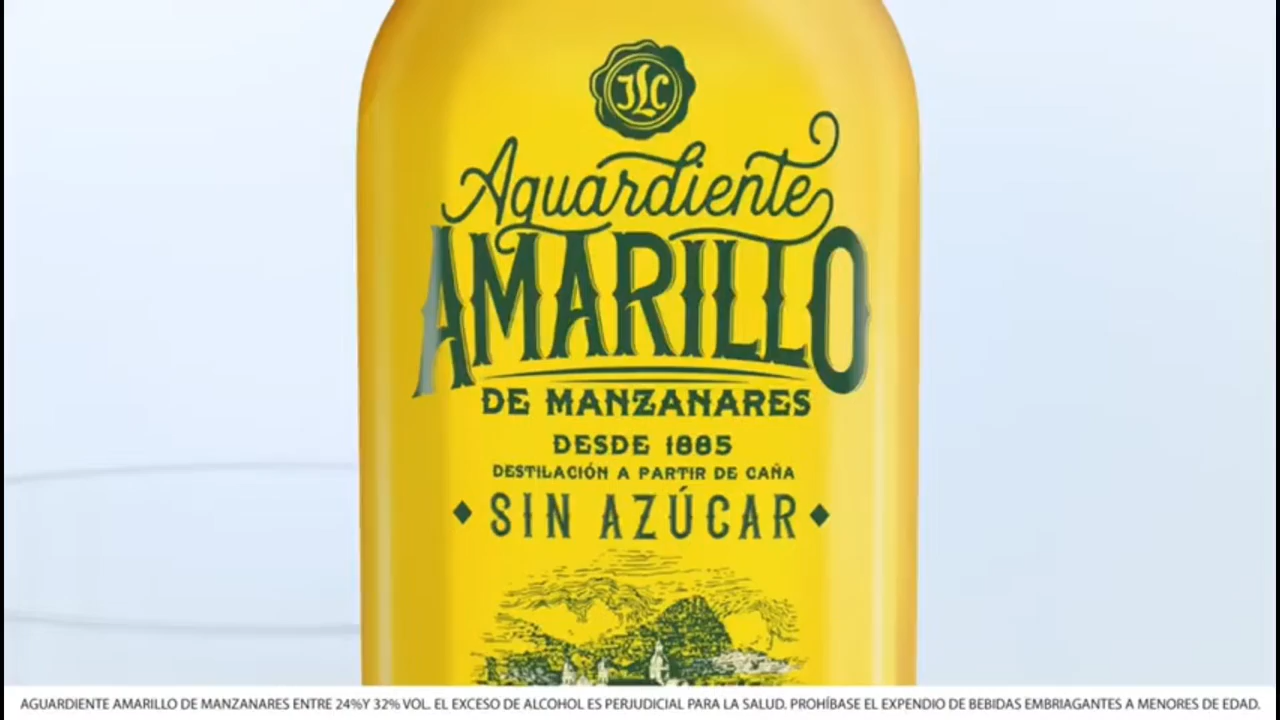 JLC
Aguardiente
AMARILLO
DE MANZANARES
DESDE 1885
DESTILACIÓN A PARTIR DE CAÑA
SIN AZÚCAR
AGUARDIENTE AMARILLO DE MANZANARES ENTRE 24%Y 32% VOL. EL EXCESO DE ALCOHOL ES PERJUDICIAL PARA LA SALUD. PROHÍBASE EL EXPENDIO DE BEBIDAS EMBRIAGANTES A MENORES DE EDAD.